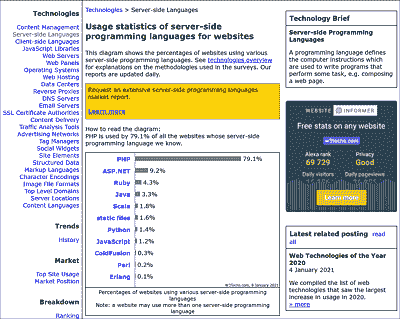 Technologies
Content Management
Server-side Languages
Client-side Languages
JavaScript Libraries
Web Servers
Web Panels
Operating Systems
Web Hosting
Data Centers
Reverse Proxies
DNS Servers
Email Servers
SSL Certificate Authorities
Content Delivery
Traffic Analysis Tools
Advertising Networks
Tag Managers
Social Widgets
Site Elements
Structured Data
Markup Languages
Character Encodings
Image File Formats
Top Level Domains
Server Locations
Content Languages
Trends
History
Market
Top Site Usage
Market Position
Breakdown
Ranking
Technologies > Server-side Languages
Usage statistics of server-side
programming languages for websites
This diagram shows the percentages of websites using various
server-side programming languages. See technologies overview
for explanations on the methodologies used in the surveys. Our
reports are updated daily.
Request an extensive server-side programming languages
market report.
Learn more
How to read the diagram:
PHP is used by 79.1% of all the websites whose server-side
programming language we know.
PHP 79.1%
ASP.NET 9.2%
Ruby 4.3%
Java 3.3%
Scala 1.8%
static files 1.6%
Python 1.4%
JavaScript 1.2%
ColdFusion 0.3%
Perl 0.2%
Erlang 0.1%
W3Techs.com, 9 January 2021
Percentages of websites using various server-side programming
languages
Note: a website may use more than one server-side programming
language
Technology Brief
Server-side Programming
Languages
A programming language defines
the computer instructions which
are used to write programs that
perform some task, e.g. composing
a web page.
WEBSITE INFORMER
Free stats on any website
w3techs.com
Alexa rank Privacy
69 729 Good
Daily visitors Daily pageviews
Learn more
Latest related posting read
all
Web Technologies of the Year
2020
4 January 2021
We compiled the list of web
technologies that saw the largest
increase in usage in 2020.
» more